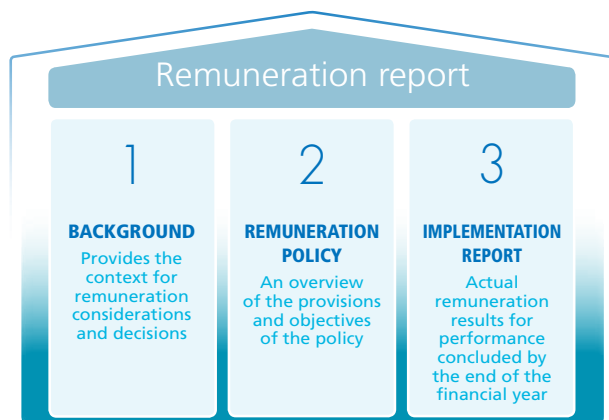 Remuneration report
1
BACKGROUND
Provides the
context for
remuneration
considerations
and decisions
2
REMUNERATION
POLICY
An overview
of the provisions
and objectives
of the policy
3
IMPLEMENTATION
REPORT
Actual
remuneration
results for
performance
concluded by
the end of the
financial year